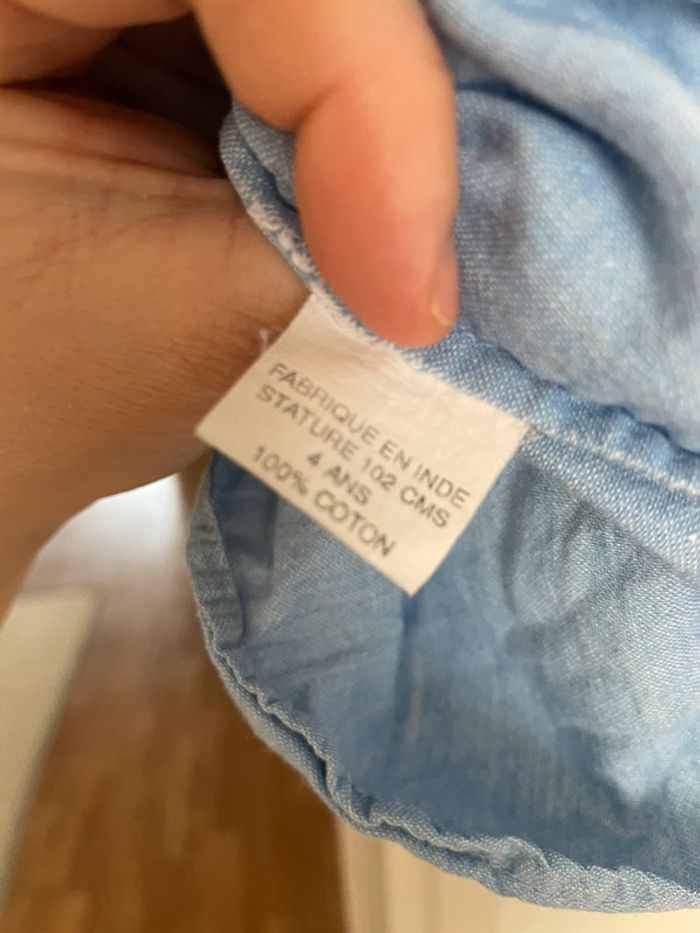 FABRIQUE EN INDE
STATURE 102 CMS
4 ANS
100% COTON